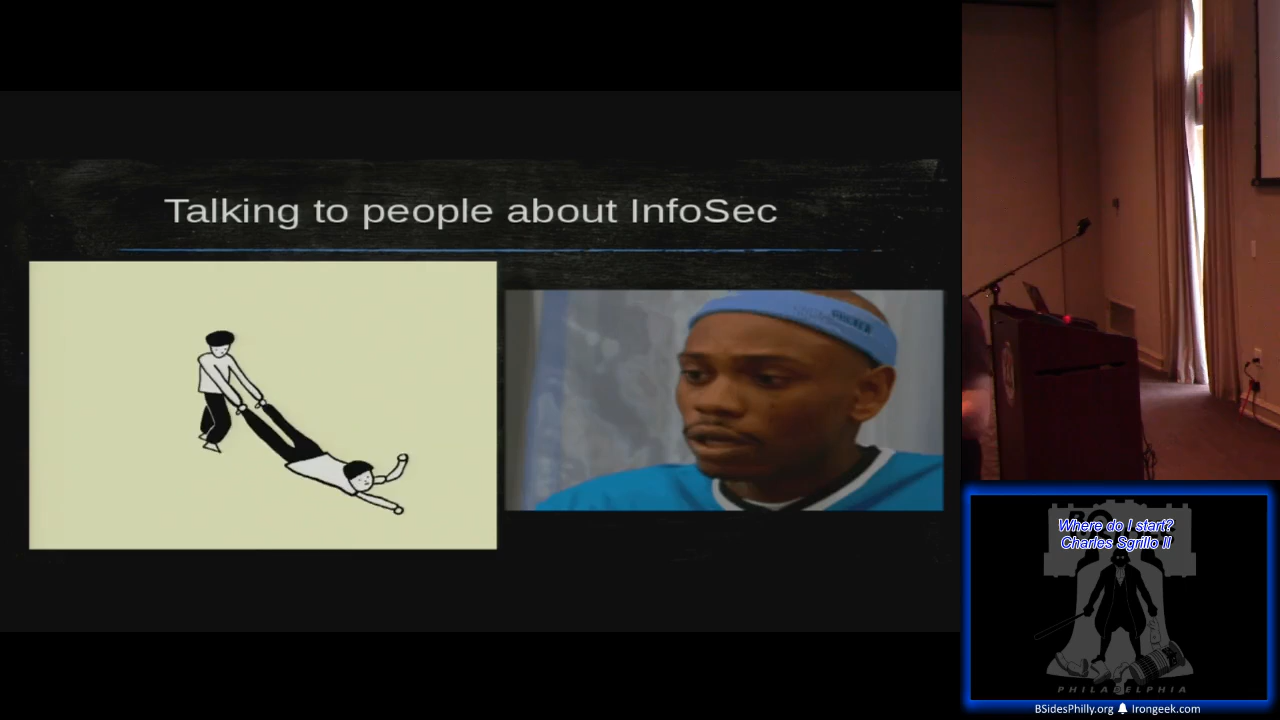 Talking to people about InfoSec
Where do I start?
Charles Sgrillo II
PHILADELPHIA
BSidesPhilly.org Irongeek.com